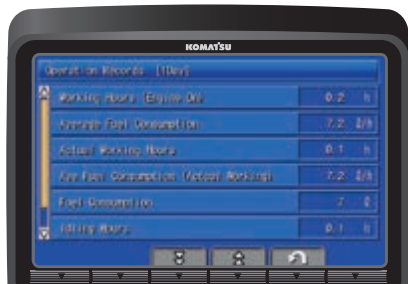 KOMATSU
Operation Records [1Day]
Working Hours (Engine On) 0.2 h
Average Fuel Consumption 7.2 ℓ/h
Actual Working Hours 0.1 h
Ave Fuel Consumption (Actual Working) 7.2 ℓ/h
Fuel Consumption
Idling Hours 0.1 h